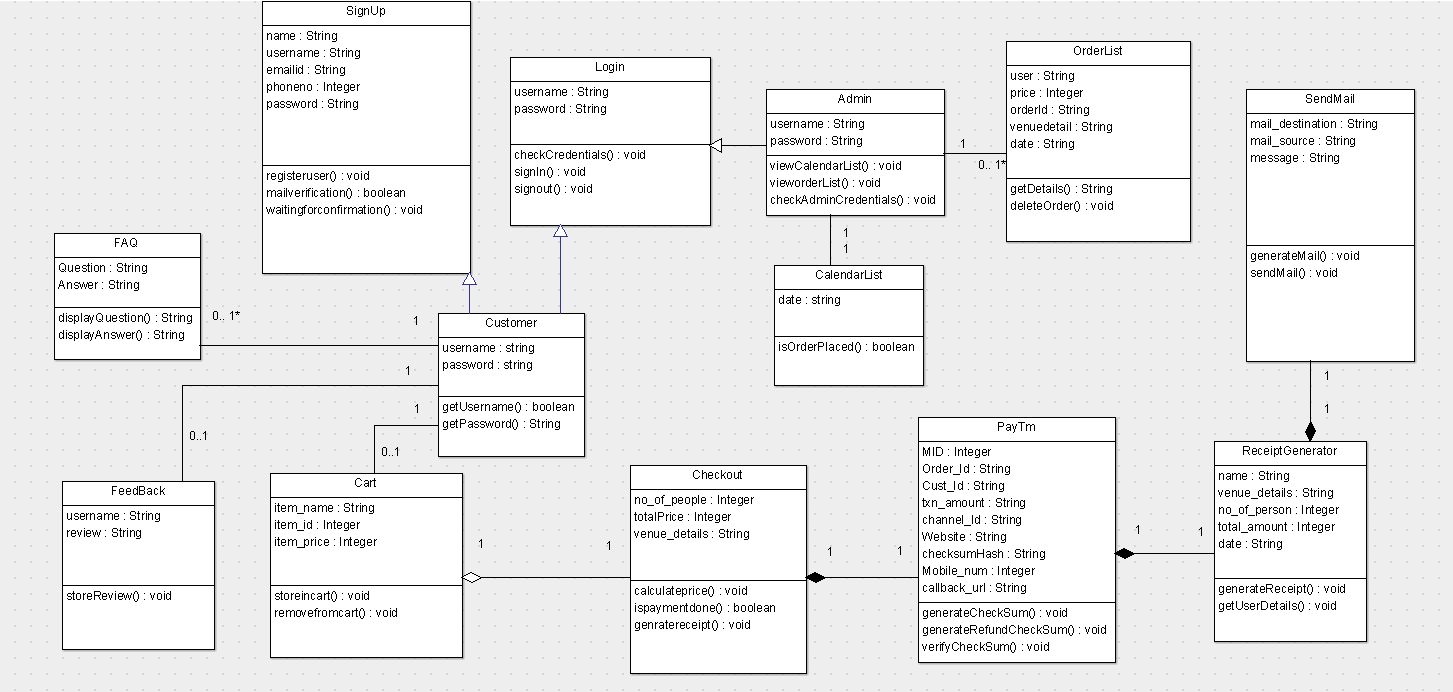 SignUp
name : String
username : String
emailid : String
phoneno : Integer
password : String
registeruser() : void
mailverification() : boolean
waitingforconfirmation() : void
Login
username : String
password : String
checkCredentials() : void
signIn() : void
signout() : void
Admin
username : String
password : String
viewCalendarList() : void
vieworderList() : void
checkAdminCredentials() : void
1
0.. 1*
OrderList
user : String
price : Integer
orderId : String
venuedetail : String
date : String
getDetails() : String
deleteOrder() : void
SendMail
mail_destination : String
mail_source : String
message : String
generateMail() : void
sendMail() : void
1
1
CalendarList
date : string
isOrderPlaced() : boolean
FAQ
Question : String
Answer : String
displayQuestion() : String
displayAnswer() : String
0.. 1*
1
Customer
username : string
password : string
getUsername() : boolean
getPassword() : String
1
0..1
1
0..1
FeedBack
username : String
review : String
storeReview() : void
Cart
item_name : String
item_id : Integer
item_price : Integer
storeincart() : void
removefromcart() : void
1
1
Checkout
no_of_people : Integer
totalPrice : Integer
venue_details : String
calculateprice() : void
ispaymentdone() : boolean
genratereceipt() : void
1
1
PayTm
MID : Integer
Order_Id : String
Cust_Id : String
txn_amount : String
channel_Id : String
Website : String
checksumHash : String
Mobile_num : Integer
callback_url : String
generateCheckSum() : void
generateRefundCheckSum() : void
verifyCheckSum() : void
1
1
1
1
ReceiptGenerator
name : String
venue_details : String
no_of_person : Integer
total_amount : Integer
date : String
generateReceipt() : void
getUserDetails() : void